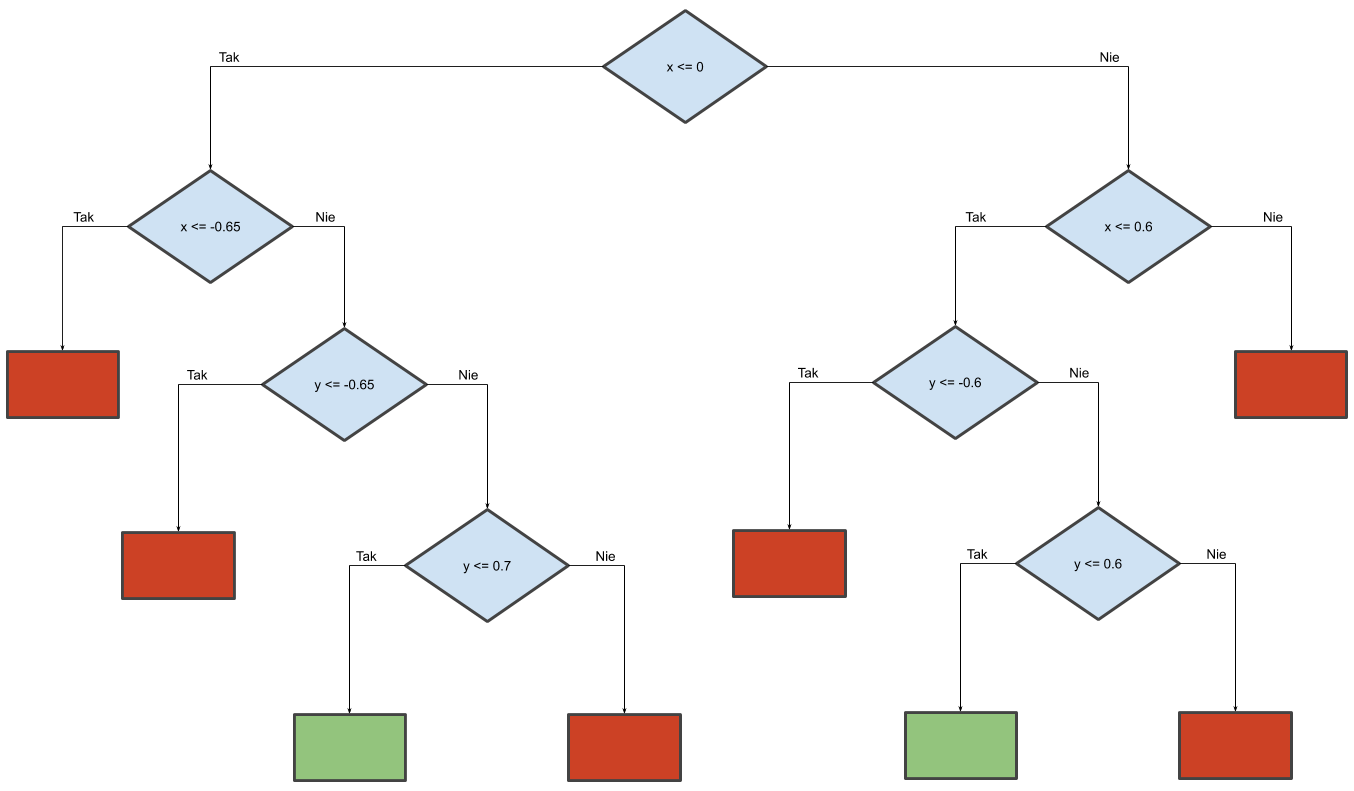 Tak
x <= 0
Nie
Tak
x <= -0.65
Nie
Tak
x <= 0.6
Nie
Tak
y <= -0.65
Nie
Tak
y <= -0.6
Nie
Tak
y <= 0.7
Nie
Tak
y <= 0.6
Nie